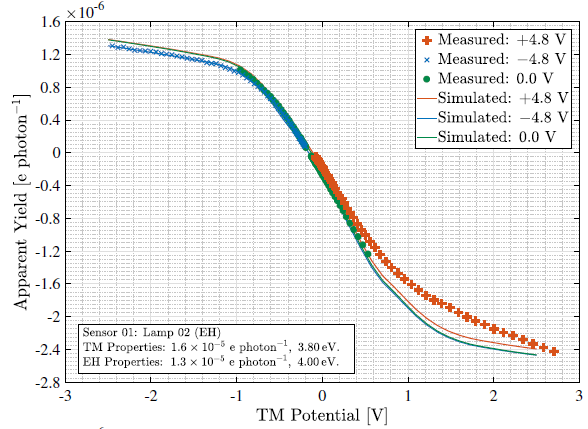 ×10⁻⁶
1.6
1.2
0.8
0.4
0
-0.4
-0.8
-1.2
-1.6
-2
-2.4
-2.8
Apparent Yield [e photon⁻¹]
Measured: +4.8 V
Measured: −4.8 V
Measured: 0.0 V
Simulated: +4.8 V
Simulated: −4.8 V
Simulated: 0.0 V
Sensor 01: Lamp 02 (EH)
TM Properties: 1.6 × 10⁻⁵ e photon⁻¹, 3.80 eV.
EH Properties: 1.3 × 10⁻⁵ e photon⁻¹, 4.00 eV.
-3 -2 -1 0 1 2 3
TM Potential [V]